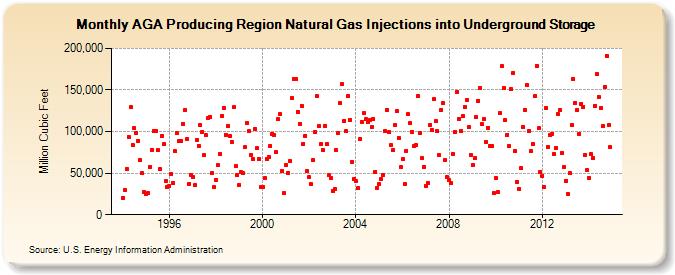 Monthly AGA Producing Region Natural Gas Injections into Underground Storage
Million Cubic Feet
200,000
150,000
100,000
50,000
0
1996 2000 2004 2008 2012
Source: U.S. Energy Information Administration